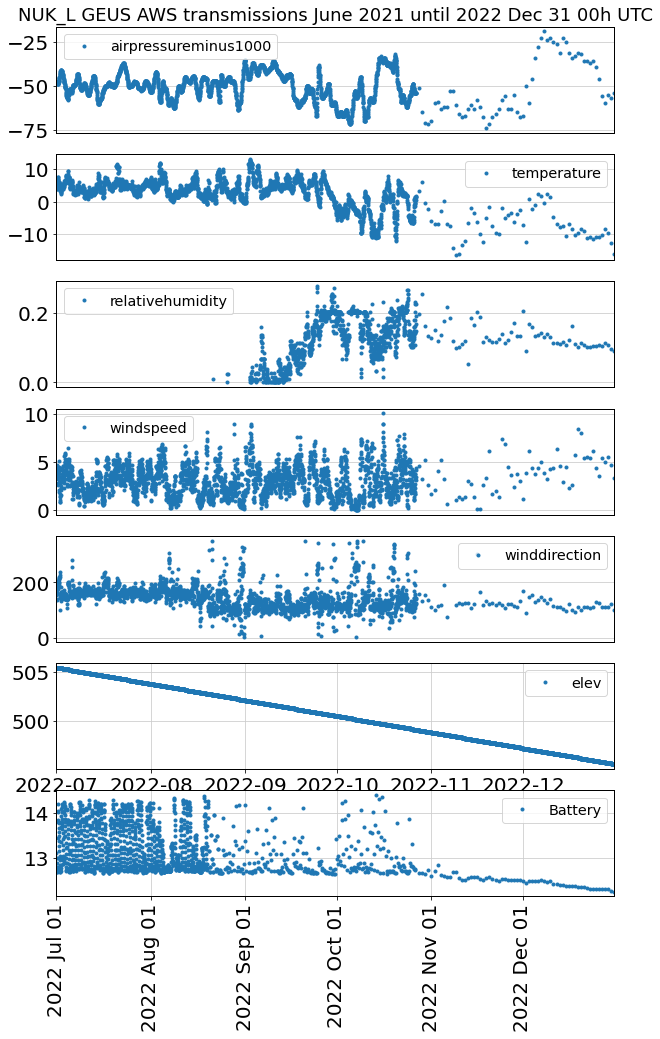 NUK_L GEUS AWS transmissions June 2021 until 2022 Dec 31 00h UTC
−25
−50
−75
airpressureminus1000
10
0
−10
temperature
0.2
0.0
relativehumidity
10
5
0
windspeed
200
0
winddirection
505
500
elev
2022-07 2022-08 2022-09 2022-10 2022-11 2022-12
14
13
Battery
2022 Jul 01
2022 Aug 01
2022 Sep 01
2022 Oct 01
2022 Nov 01
2022 Dec 01